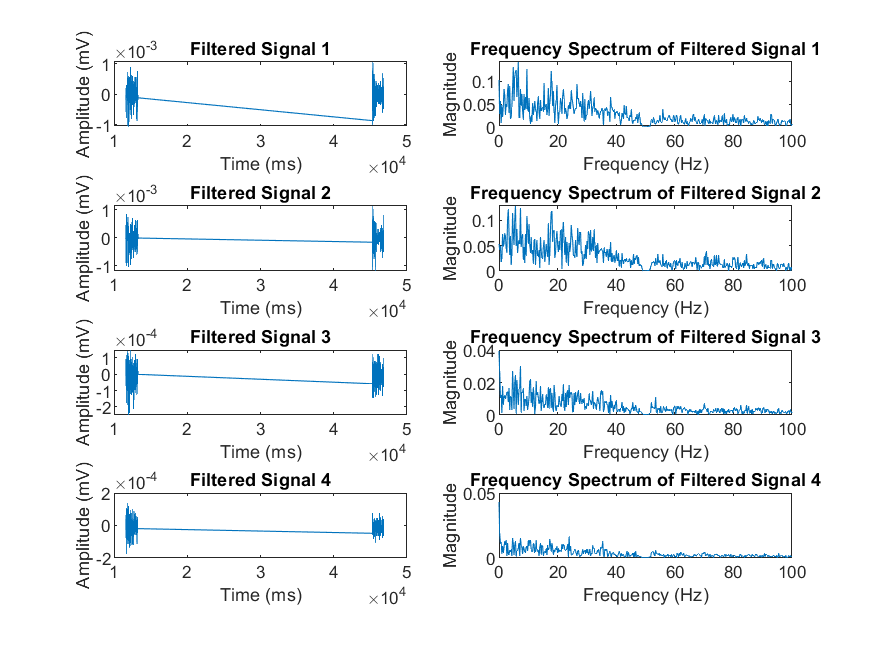 Filtered Signal 1
×10⁻³
Amplitude (mV)
1
0
-1
1 2 3 4 5
Time (ms)
×10⁴
Frequency Spectrum of Filtered Signal 1
Magnitude
0.1
0.05
0
0 20 40 60 80 100
Frequency (Hz)
Filtered Signal 2
×10⁻³
Amplitude (mV)
1
0
-1
1 2 3 4 5
Time (ms)
×10⁴
Frequency Spectrum of Filtered Signal 2
Magnitude
0.1
0.05
0
0 20 40 60 80 100
Frequency (Hz)
Filtered Signal 3
×10⁻⁴
Amplitude (mV)
1
0
-1
-2
1 2 3 4 5
Time (ms)
×10⁴
Frequency Spectrum of Filtered Signal 3
Magnitude
0.04
0.02
0
0 20 40 60 80 100
Frequency (Hz)
Filtered Signal 4
×10⁻⁴
Amplitude (mV)
2
0
-2
1 2 3 4 5
Time (ms)
×10⁴
Frequency Spectrum of Filtered Signal 4
Magnitude
0.05
0
0 20 40 60 80 100
Frequency (Hz)